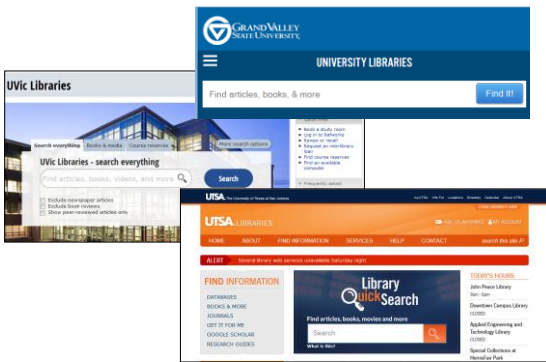 GRANDVALLEY
STATE UNIVERSITY
UNIVERSITY LIBRARIES
Find articles, books, & more
Find It!
UVic Libraries
Search everything
Books & media
Course reserves
More search options
UVic Libraries - search everything
Find articles, books, videos, and more
Search
Exclude newspaper articles
Exclude book reviews
Show peer-reviewed articles only
Book a study room
Log in to Refworks
Renew or recall
Request an interlibrary loan
Find course reserves
Find an available computer
Frequently asked
UTSA The University of Texas at San Antonio
UTSA LIBRARIES
MY ACCOUNT
HOME
ABOUT
FIND INFORMATION
SERVICES
HELP
CONTACT
search this site
ALERT
Several library web services unavailable Saturday night.
FIND INFORMATION
DATABASES
BOOKS & MORE
JOURNALS
GET IT FOR ME
GOOGLE SCHOLAR
RESEARCH GUIDES
Library
QuickSearch
Find articles, books, movies and more
Search
What is this?
TODAY'S HOURS
John Peace Library
9am - 6pm
Downtown Campus Library
CLOSED
Applied Engineering and
Technology Library
CLOSED
Special Collections at
HemisFair Park